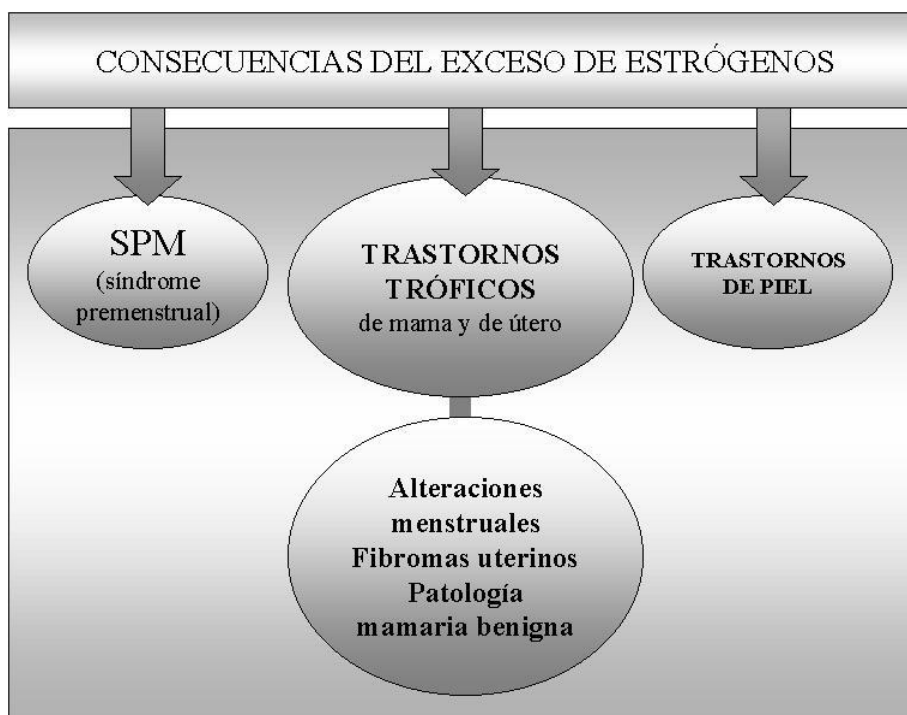 CONSECUENCIAS DEL EXCESO DE ESTRÓGENOS
SPM
(síndrome
premenstrual)
TRASTORNOS
TRÓFICOS
de mama y de útero
TRASTORNOS
DE PIEL
Alteraciones
menstruales
Fibromas uterinos
Patología
mamaria benigna